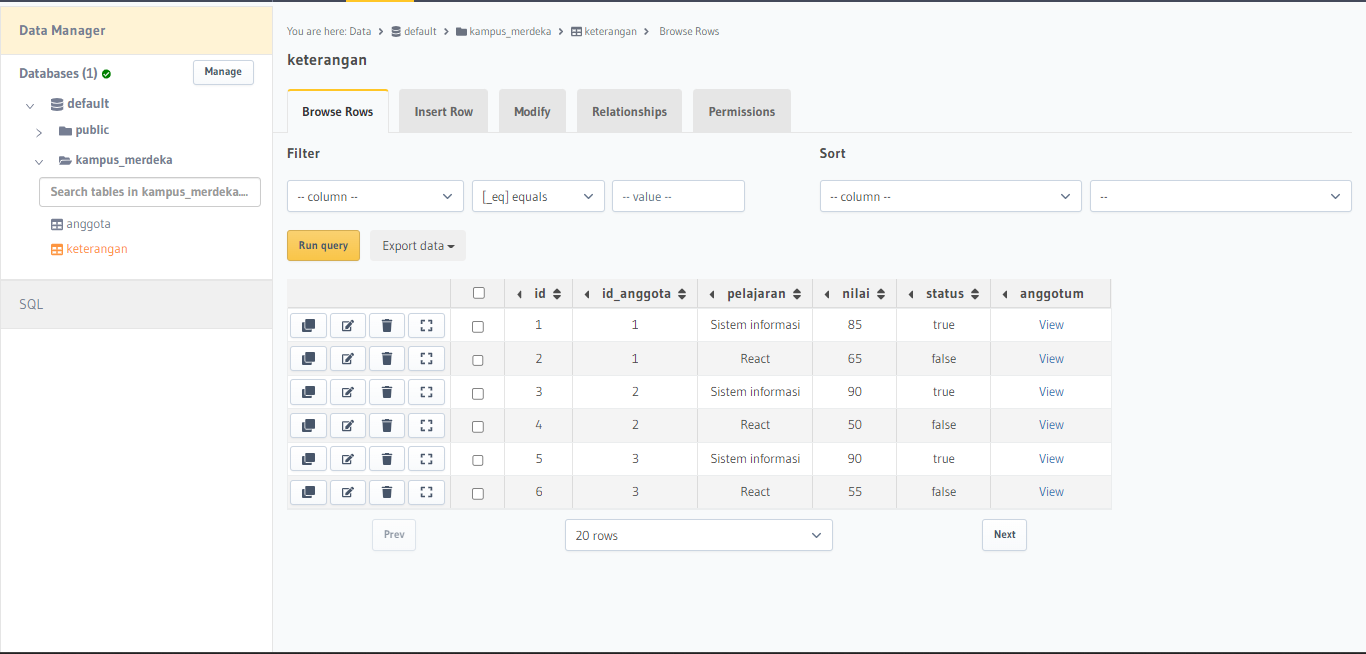 Data Manager
Databases (1)
Manage
default
public
kampus_merdeka
Search tables in kampus_merdeka....
anggota
keterangan
SQL
You are here: Data > default > kampus_merdeka > keterangan > Browse Rows
keterangan
Browse Rows Insert Row Modify Relationships Permissions
Filter Sort
-- column -- [_eq] equals -- value -- -- column -- --
Run query Export data
id id_anggota pelajaran nilai status anggotum
1 1 Sistem informasi 85 true View
2 1 React 65 false View
3 2 Sistem informasi 90 true View
4 2 React 50 false View
5 3 Sistem informasi 90 true View
6 3 React 55 false View
Prev 20 rows Next